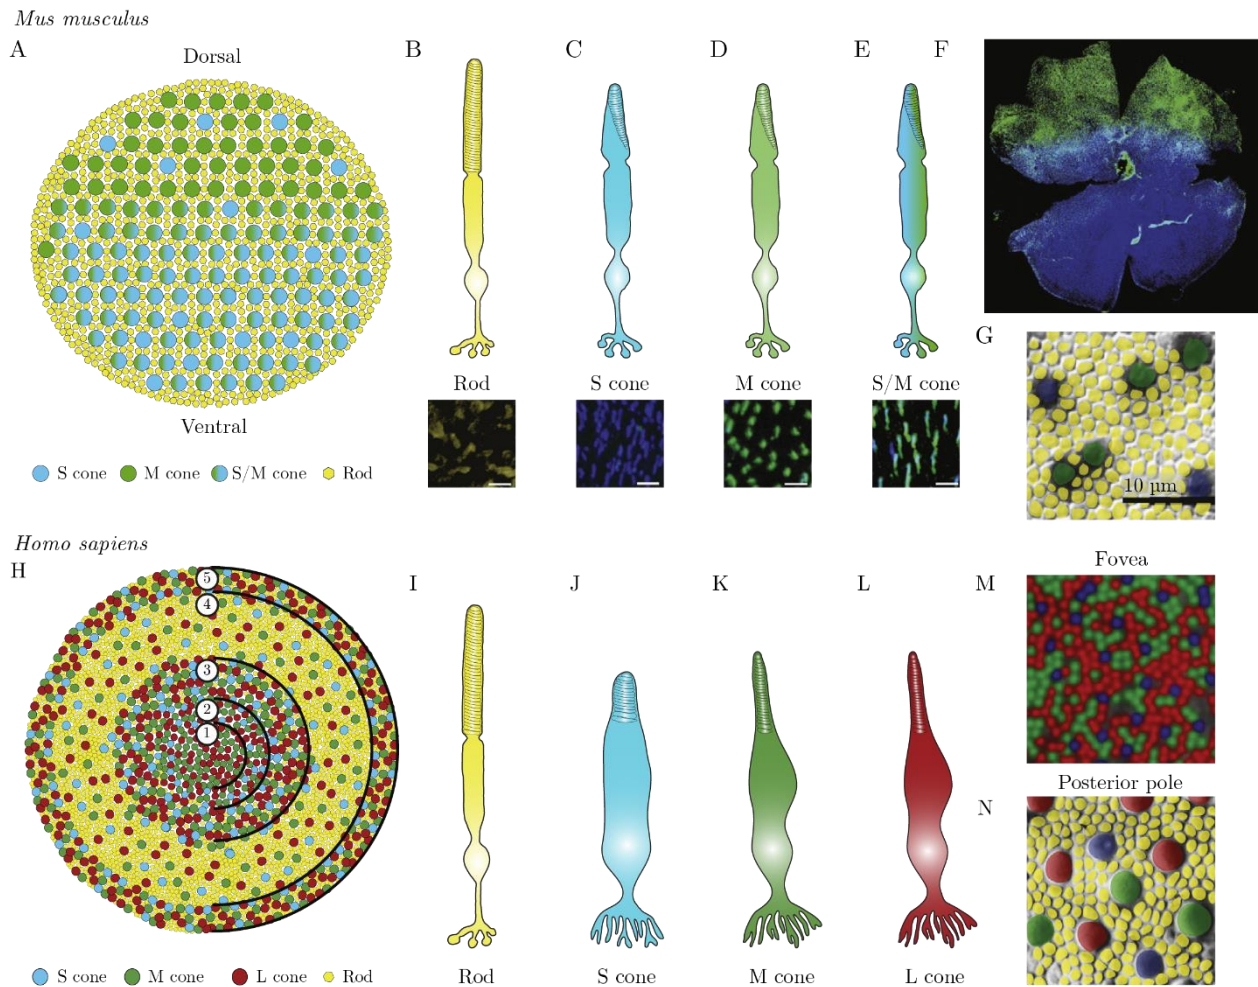 Mus musculus
A
Dorsal
B
C
D
E
F
Rod
S cone
M cone
S/M cone
G
10 µm
Ventral
S cone
M cone
S/M cone
Rod
Homo sapiens
H
5
4
3
2
1
I
J
K
L
M
Fovea
Posterior pole
N
S cone
M cone
L cone
Rod
Rod
S cone
M cone
L cone